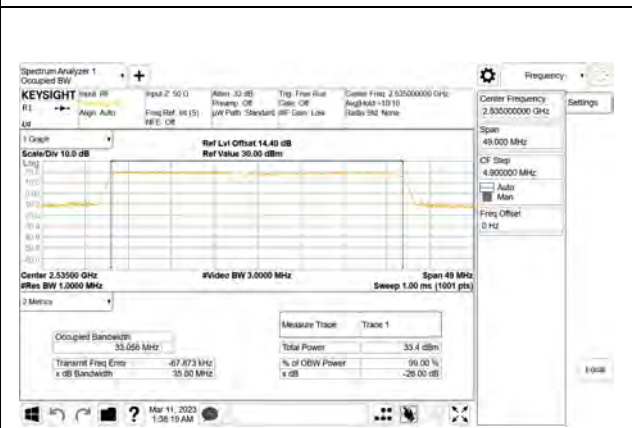 Spectrum Analyzer 1
Occupied BW
+
Frequency
KEYSIGHT
Input: RF
Input Z: 50 Ω
Atten: 32 dB
Trig: Free Run
Center Freq: 2.535000000 GHz
Preamp: Off
Gate: Off
Avg|Hold: >10/10
Align: Auto
Freq Ref: Int (S)
µW Path: Standard
#IF Gain: Low
Radio Std: None
NFE: Off
Center Frequency
2.535000000 GHz
Settings
Span
49.000 MHz
CF Step
4.900000 MHz
Auto
Man
Freq Offset
0 Hz
1 Graph
Scale/Div 10.0 dB
Ref Lvl Offset 14.40 dB
Ref Value 30.00 dBm
Log
Center 2.53500 GHz
#Video BW 3.0000 MHz
Span 49 MHz
#Res BW 1.0000 MHz
Sweep 1.00 ms (1001 pts)
2 Metrics
Measure Trace
Trace 1
Occupied Bandwidth
33.056 MHz
Total Power
33.4 dBm
Transmit Freq Error
-67.873 kHz
% of OBW Power
99.00 %
x dB Bandwidth
35.00 MHz
x dB
-26.00 dB
Local
?
Mar 11, 2023
1:38:19 AM